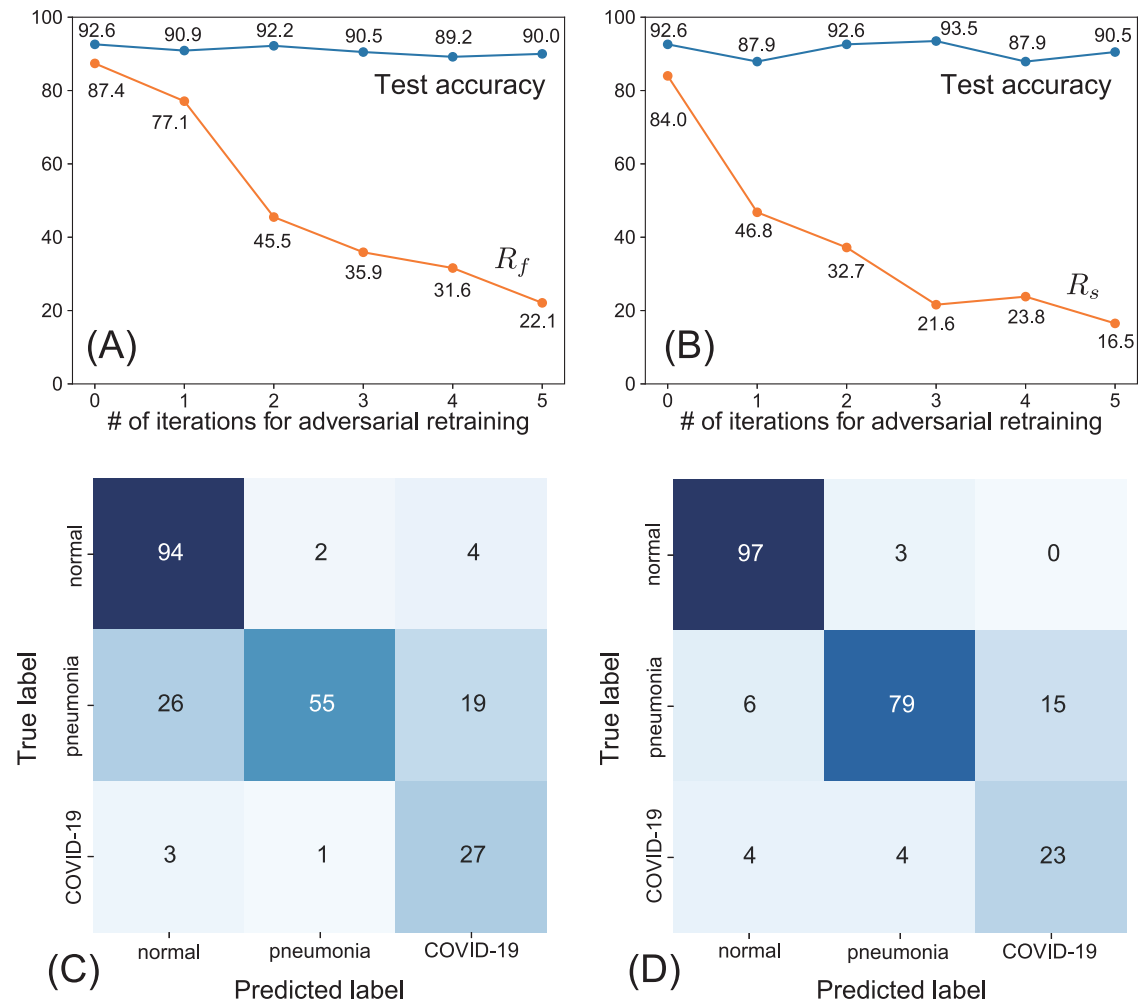 100
80
60
40
20
0
92.6
90.9
92.2
90.5
89.2
90.0
Test accuracy
87.4
77.1
45.5
35.9
31.6
22.1
R_f
(A)
0 1 2 3 4 5
# of iterations for adversarial retraining
100
80
60
40
20
0
92.6
87.9
92.6
93.5
87.9
90.5
Test accuracy
84.0
46.8
32.7
21.6
23.8
16.5
R_s
(B)
0 1 2 3 4 5
# of iterations for adversarial retraining
True label
normal
pneumonia
COVID-19
94 2 4
26 55 19
3 1 27
normal pneumonia COVID-19
(C)
Predicted label
True label
normal
pneumonia
COVID-19
97 3 0
6 79 15
4 4 23
normal pneumonia COVID-19
(D)
Predicted label